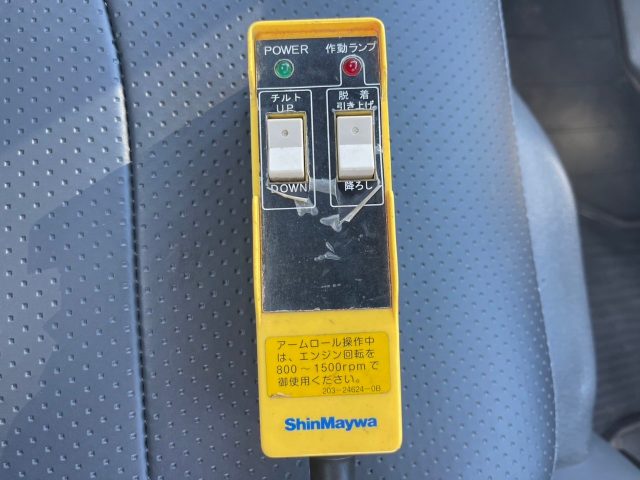 POWER 作動ランプ
チルト
UP
脱着
引き上げ
DOWN
降ろし
アームロール操作中
は、エンジン回転を
800～1500rpmで
御使用ください。
203-24624-0B
ShinMaywa